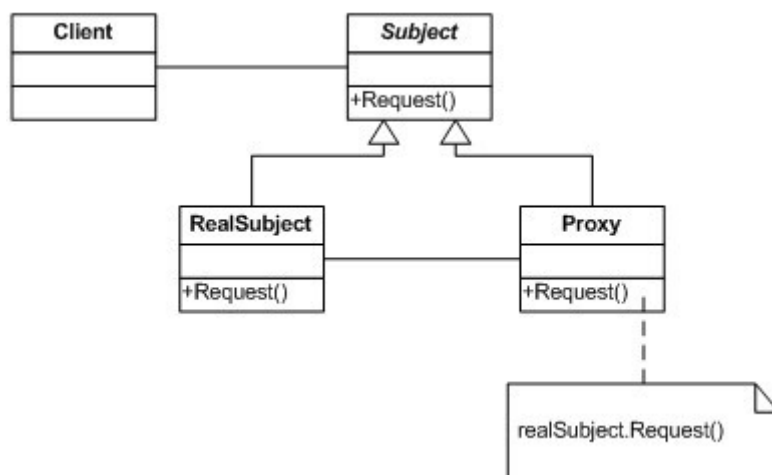 Client
Subject
+Request()
RealSubject
+Request()
Proxy
+Request()
realSubject.Request()